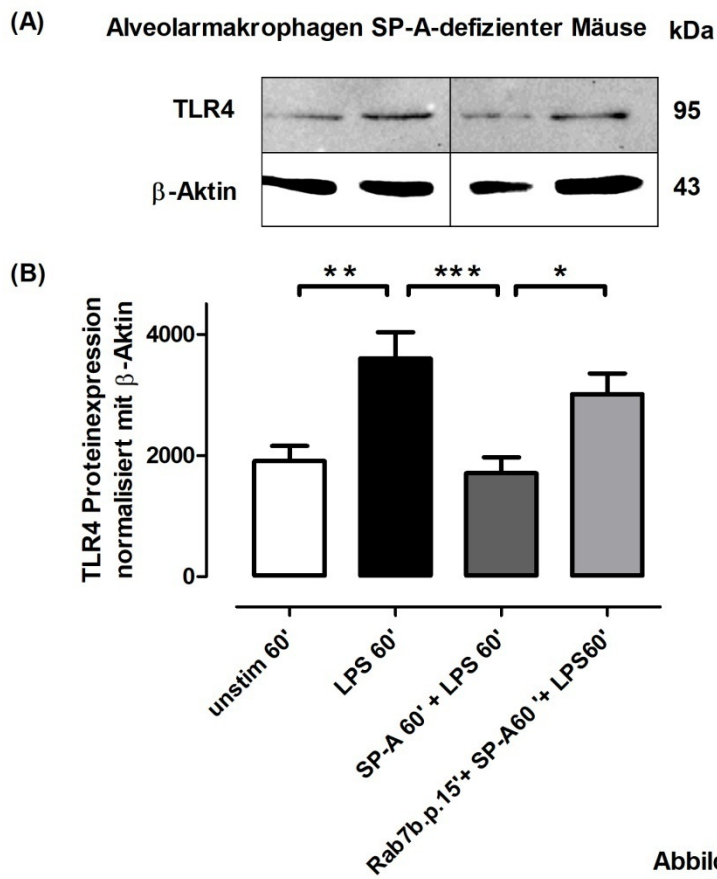 (A) Alveolarmakrophagen SP-A-defizienter Mäuse kDa
TLR4 95
β-Aktin 43
(B)
** *** *
TLR4 Proteinexpression
normalisiert mit β-Aktin
4000
2000
0
unstim 60'
LPS 60'
SP-A 60' + LPS 60'
Rab7b.p.15'+ SP-A60 '+ LPS60'